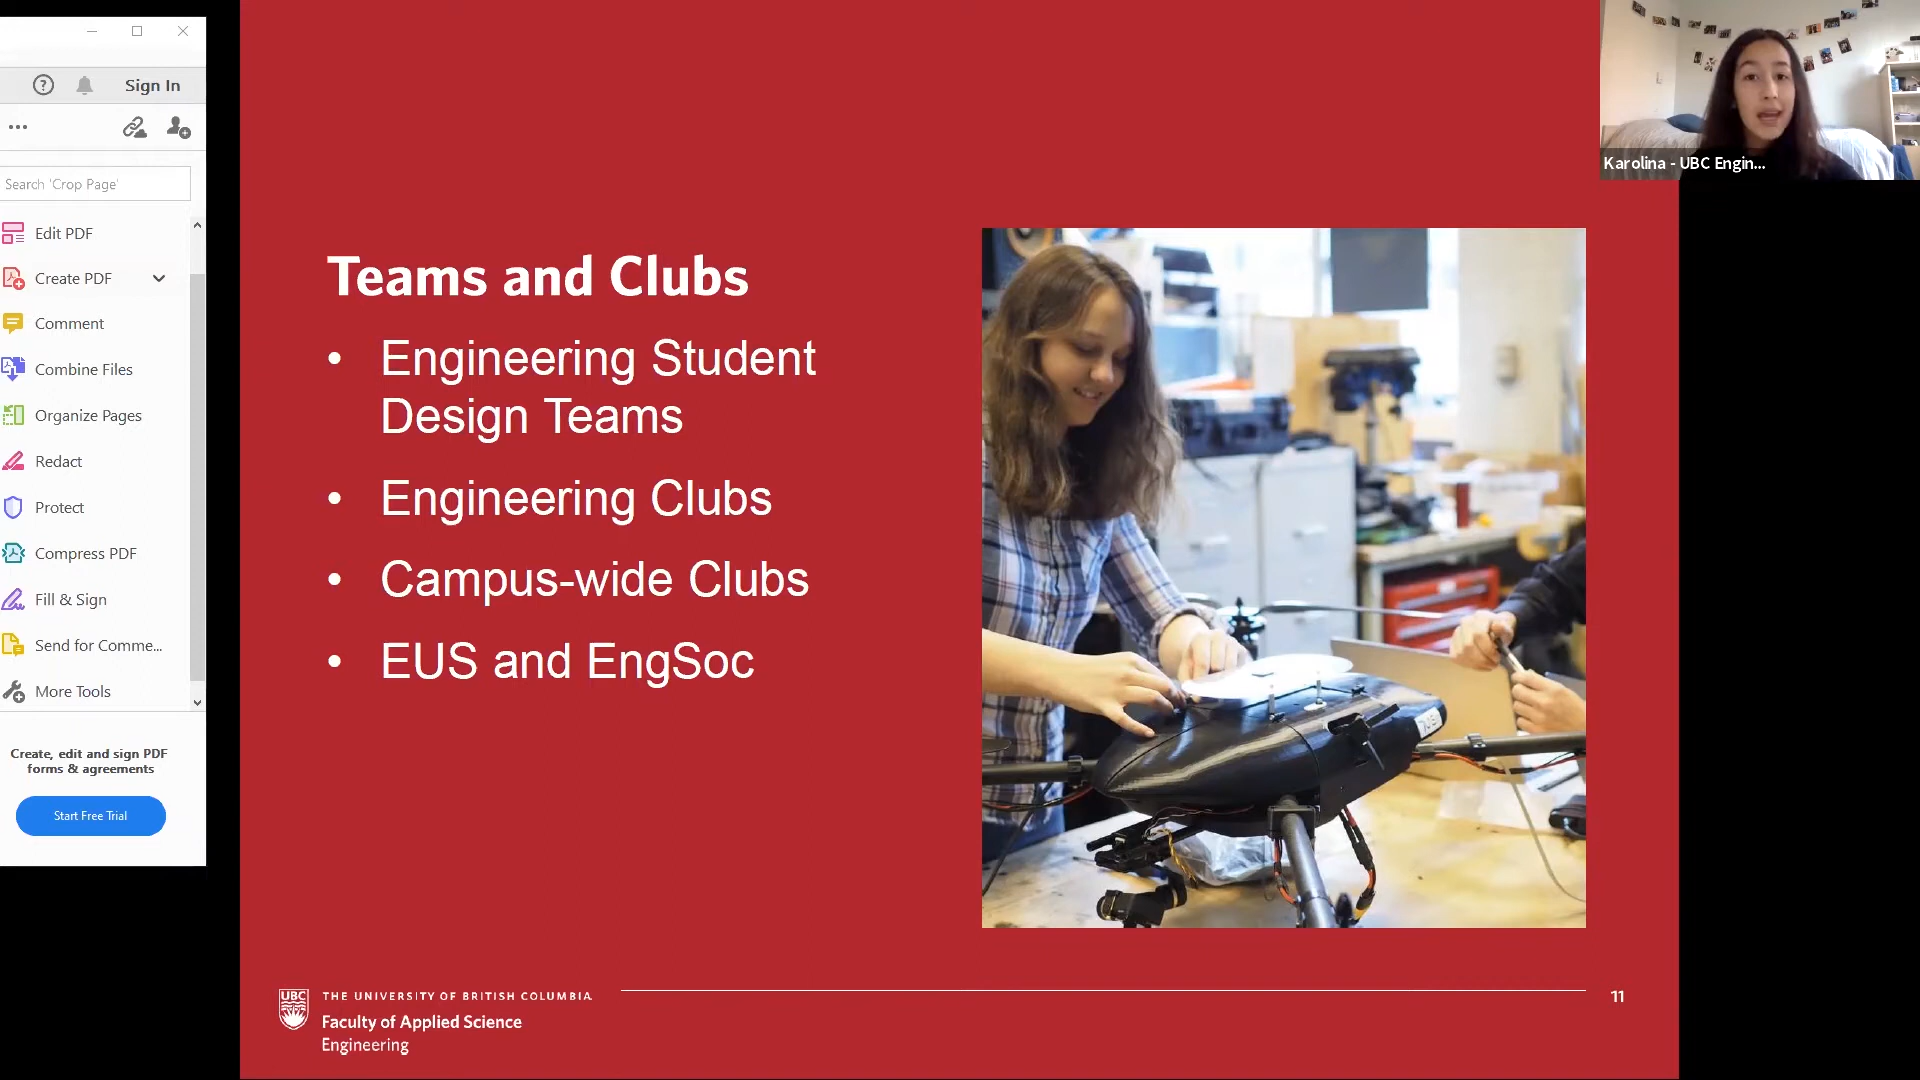 Sign In
Search 'Crop Page'
Edit PDF
Create PDF
Comment
Combine Files
Organize Pages
Redact
Protect
Compress PDF
Fill & Sign
Send for Comme...
More Tools
Create, edit and sign PDF
forms & agreements
Start Free Trial
Teams and Clubs
• Engineering Student
Design Teams
• Engineering Clubs
• Campus-wide Clubs
• EUS and EngSoc
UBC
THE UNIVERSITY OF BRITISH COLUMBIA
Faculty of Applied Science
Engineering
11
Karolina - UBC Engin...